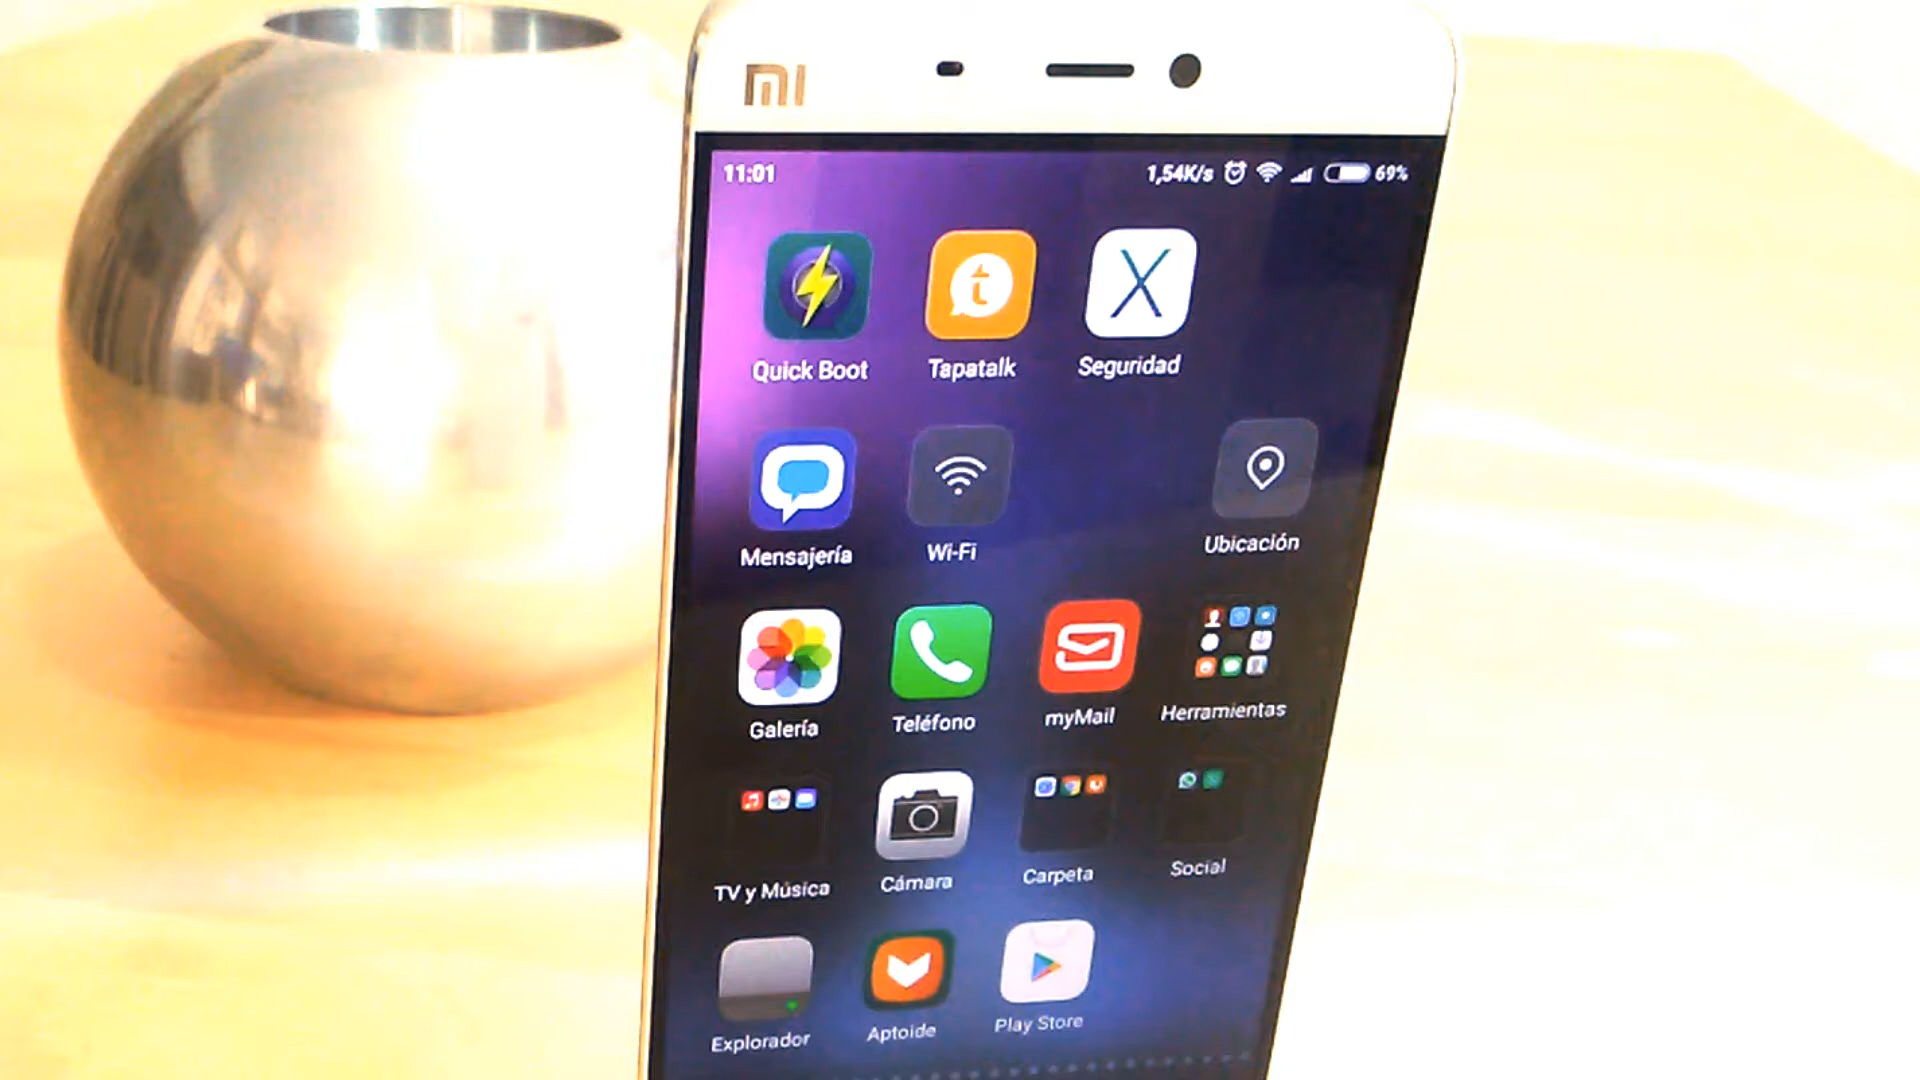 mi
11:01 1,54K/s 69%
Quick Boot Tapatalk Seguridad
Mensajería Wi-Fi Ubicación
Galería Teléfono myMail Herramientas
TV y Música Cámara Carpeta Social
Explorador Aptoide Play Store